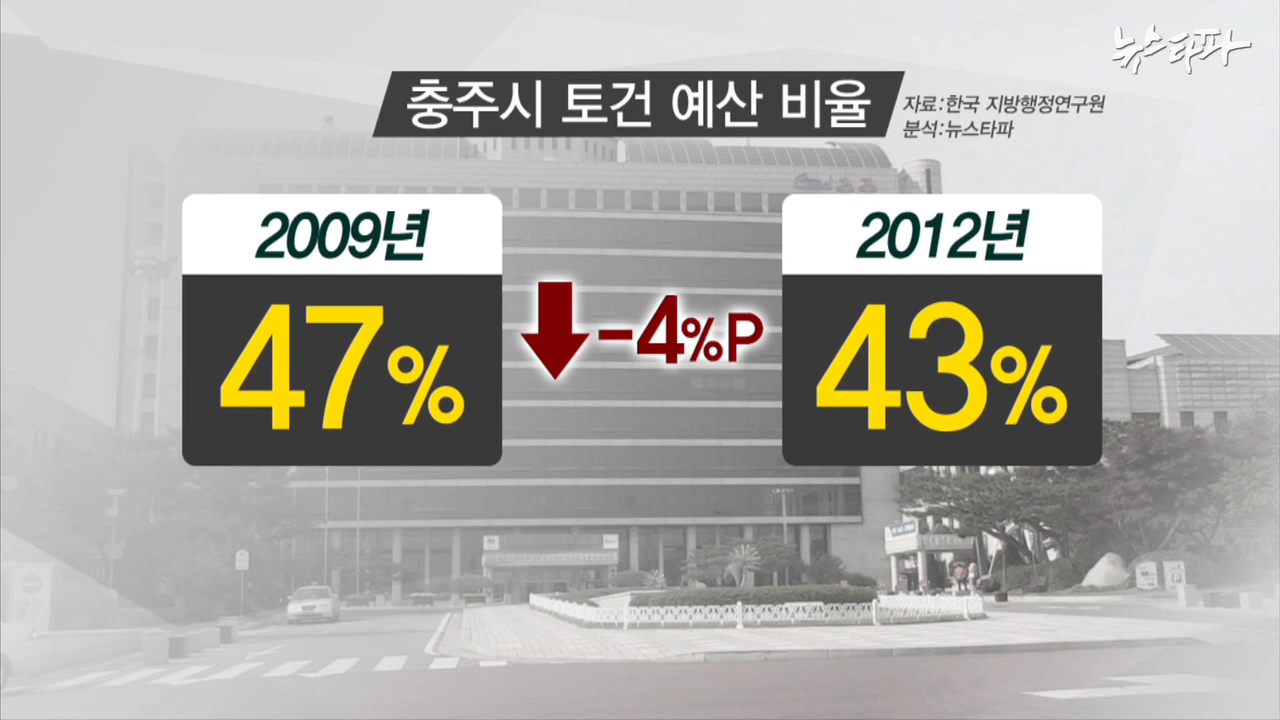 뉴스타파
충주시 토건 예산 비율
자료:한국 지방행정연구원
분석:뉴스타파
2009년
2012년
47%
-4%P
43%